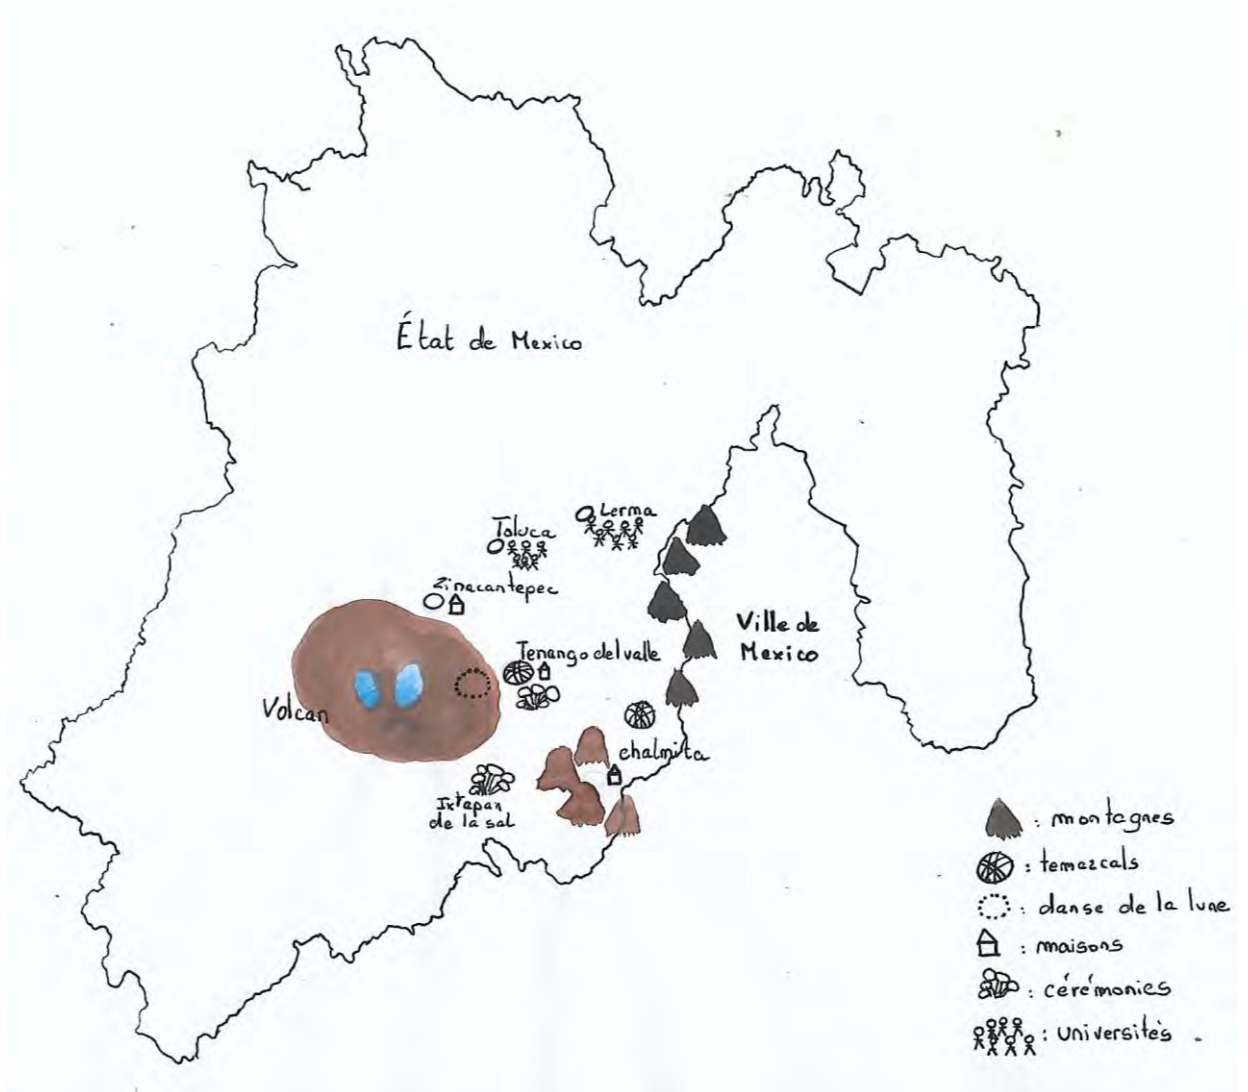 État de Mexico
Lerma
Toluca
Zinacantepec
Ville de
Mexico
Tenango del valle
Volcan
chalmita
Ixtapan
de la sal
: montagnes
: temazcals
: danse de la lune
: maisons
: cérémonies
: universités